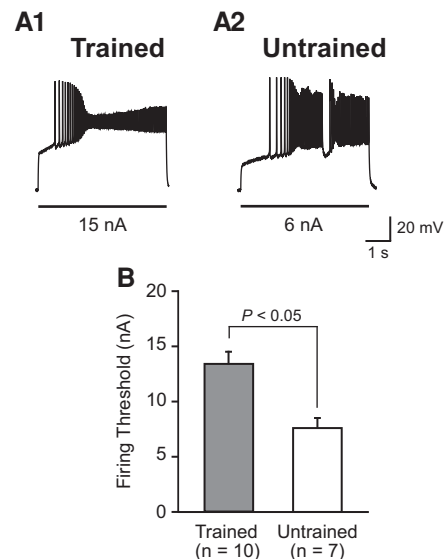 A1
Trained
A2
Untrained
15 nA
6 nA
20 mV
1 s
B
Firing Threshold (nA)
20
15
10
5
0
P < 0.05
Trained
(n = 10)
Untrained
(n = 7)